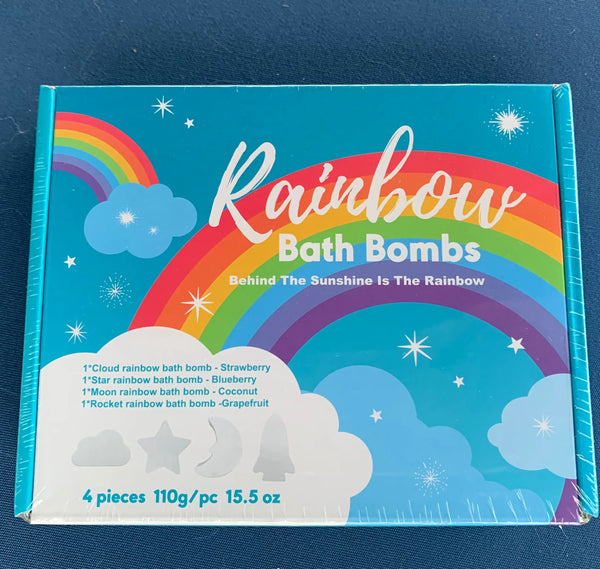 Rainbow
Bath Bombs
Behind The Sunshine Is The Rainbow
1*Cloud rainbow bath bomb - Strawberry
1*Star rainbow bath bomb - Blueberry
1*Moon rainbow bath bomb - Coconut
1*Rocket rainbow bath bomb -Grapefruit
4 pieces 110g/pc 15.5 oz